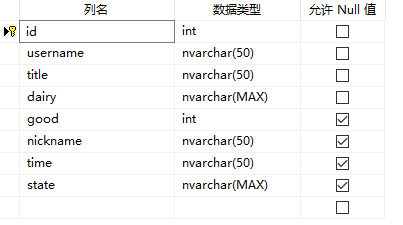 列名 数据类型 允许 Null 值
id int
username nvarchar(50)
title nvarchar(50)
dairy nvarchar(MAX)
good int
nickname nvarchar(50)
time nvarchar(50)
state nvarchar(MAX)